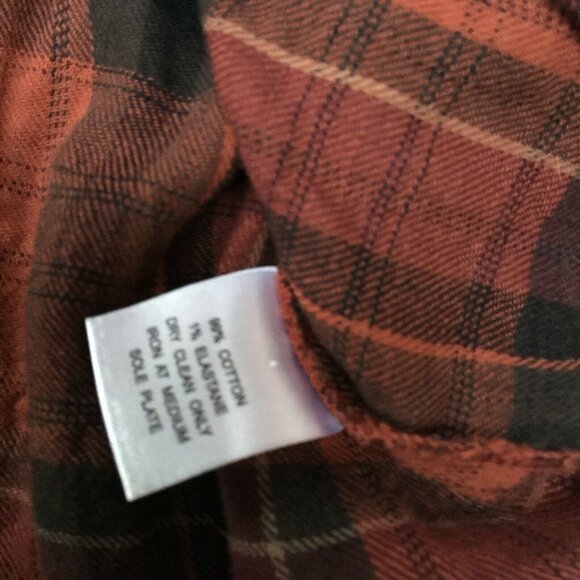 99% COTTON
1% ELASTANE
DRY CLEAN ONLY
IRON AT MEDIUM
SOLE PLATE